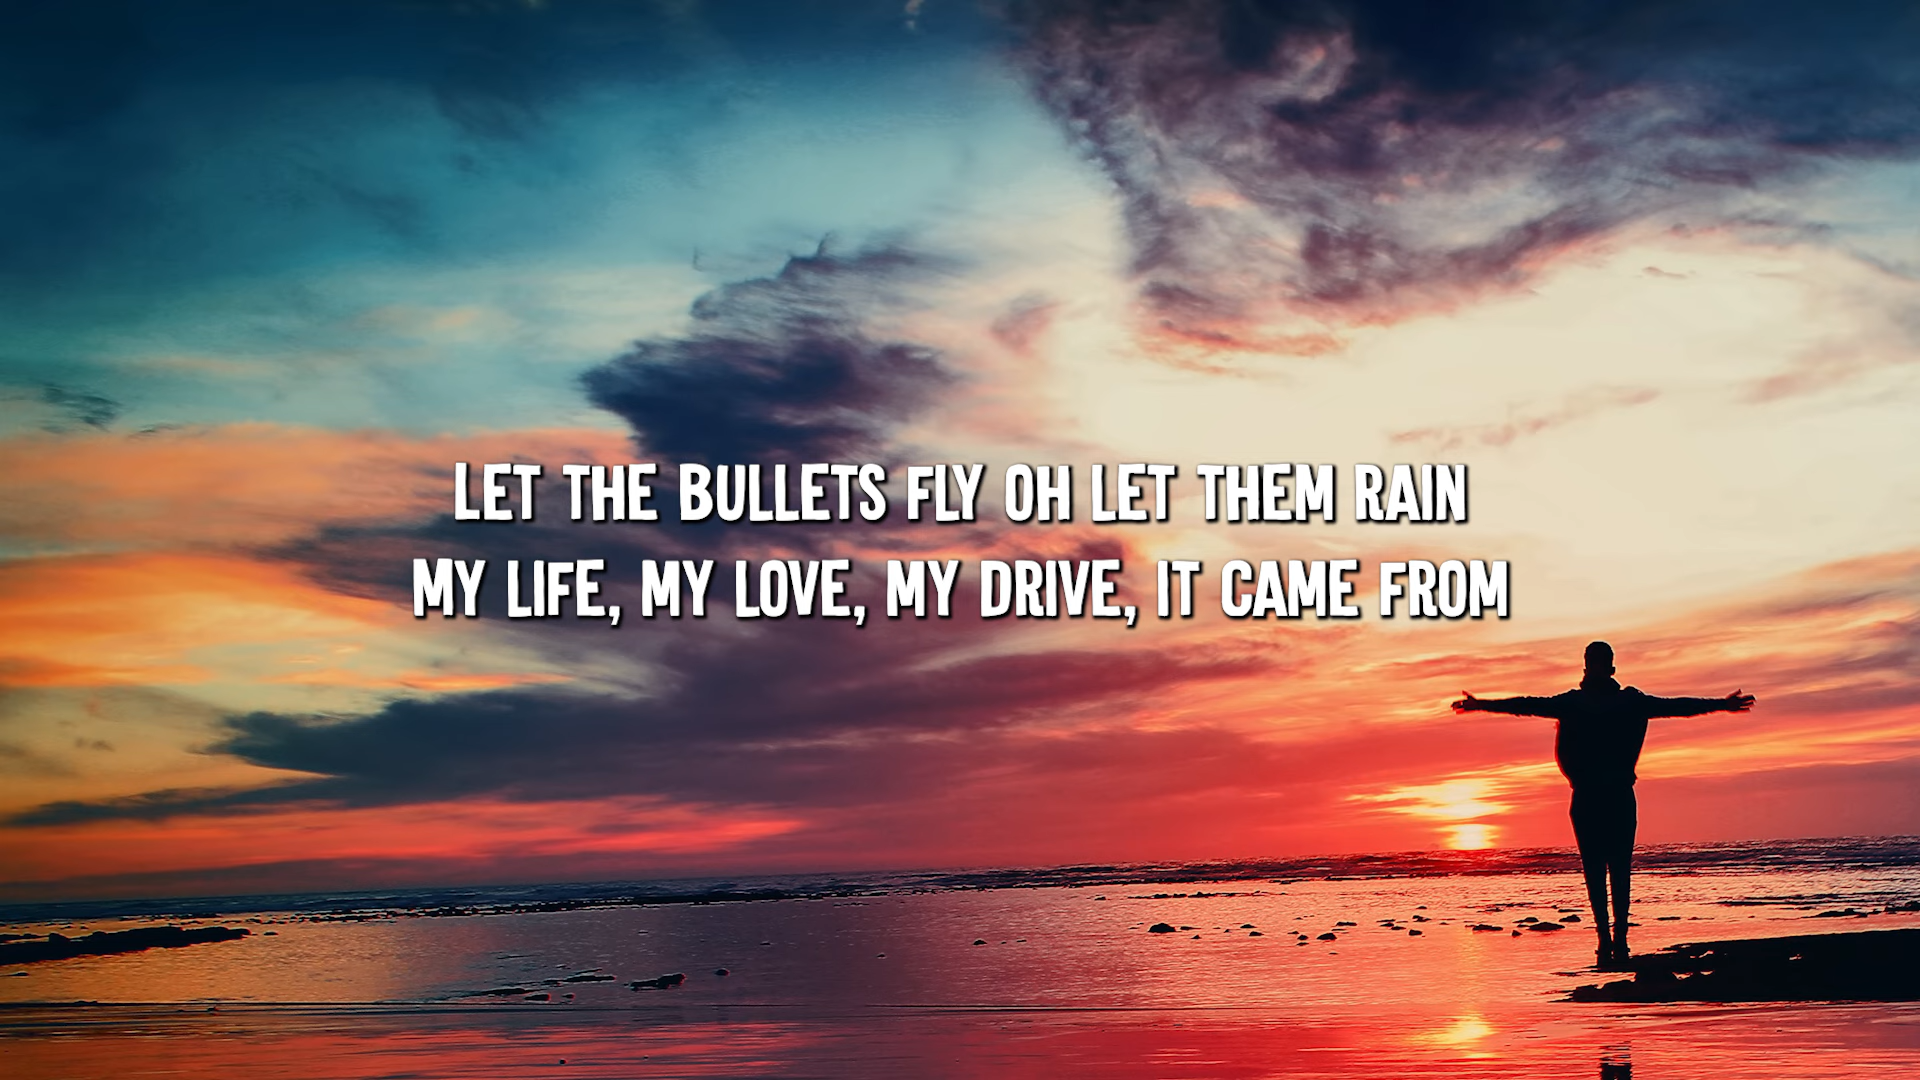 LET THE BULLETS FLY OH LET THEM RAIN
MY LIFE, MY LOVE, MY DRIVE, IT CAME FROM